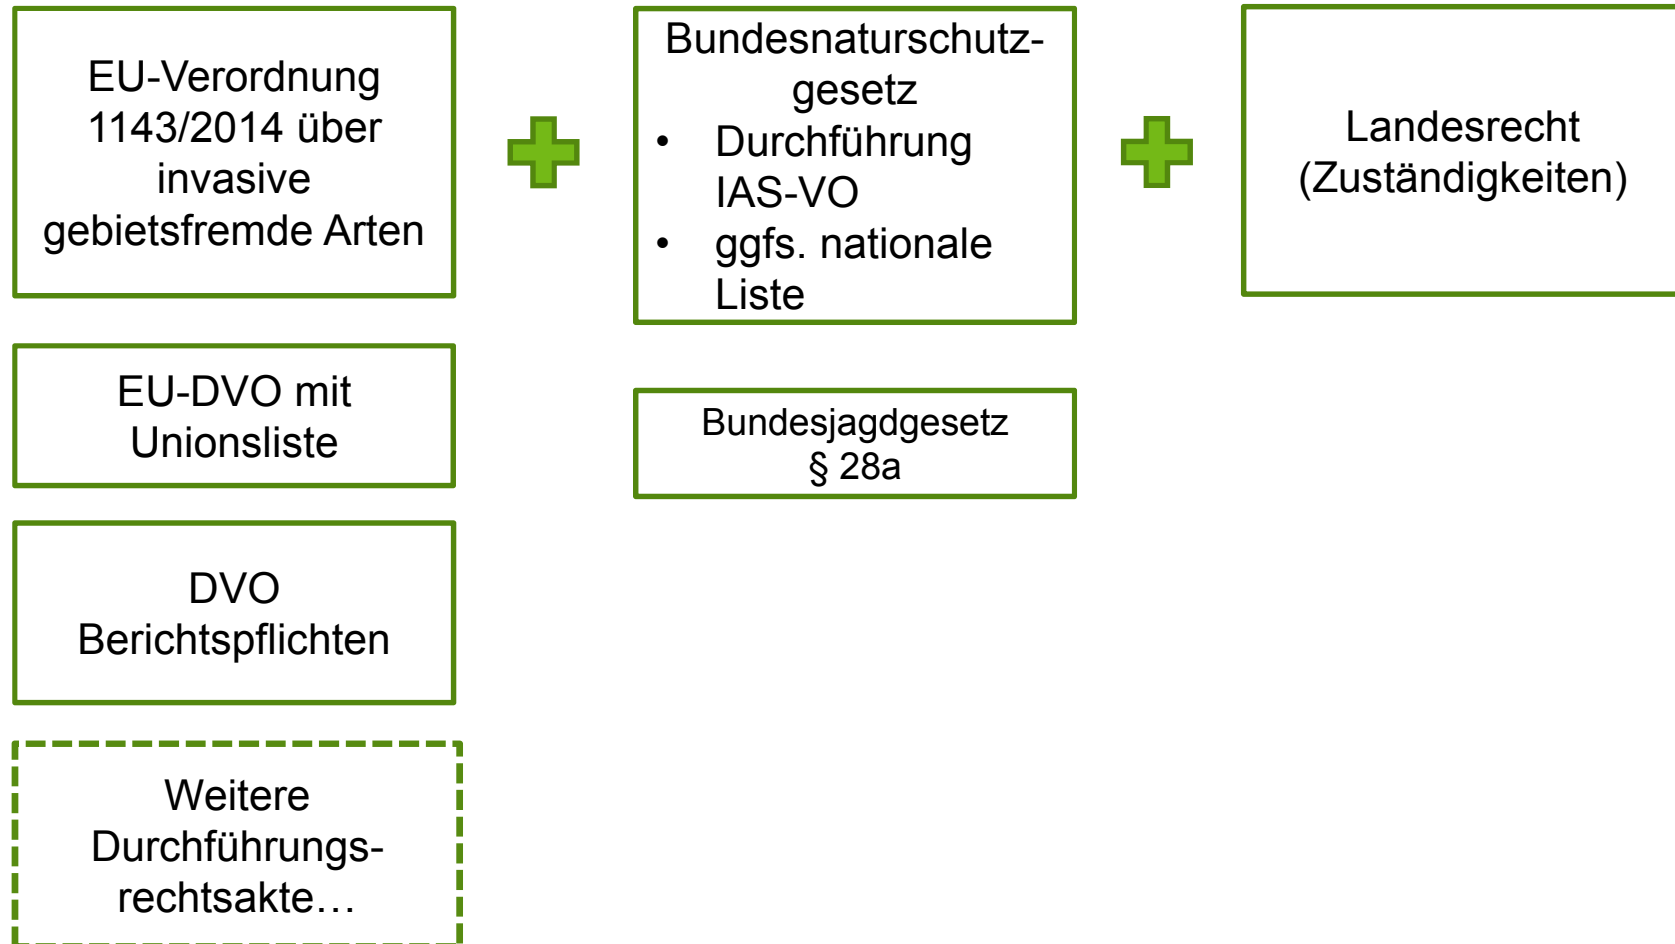 EU-Verordnung
1143/2014 über
invasive
gebietsfremde Arten
Bundesnaturschutz-
gesetz
• Durchführung
IAS-VO
• ggfs. nationale
Liste
Landesrecht
(Zuständigkeiten)
EU-DVO mit
Unionsliste
Bundesjagdgesetz
§ 28a
DVO
Berichtspflichten
Weitere
Durchführungs-
rechtsakte…